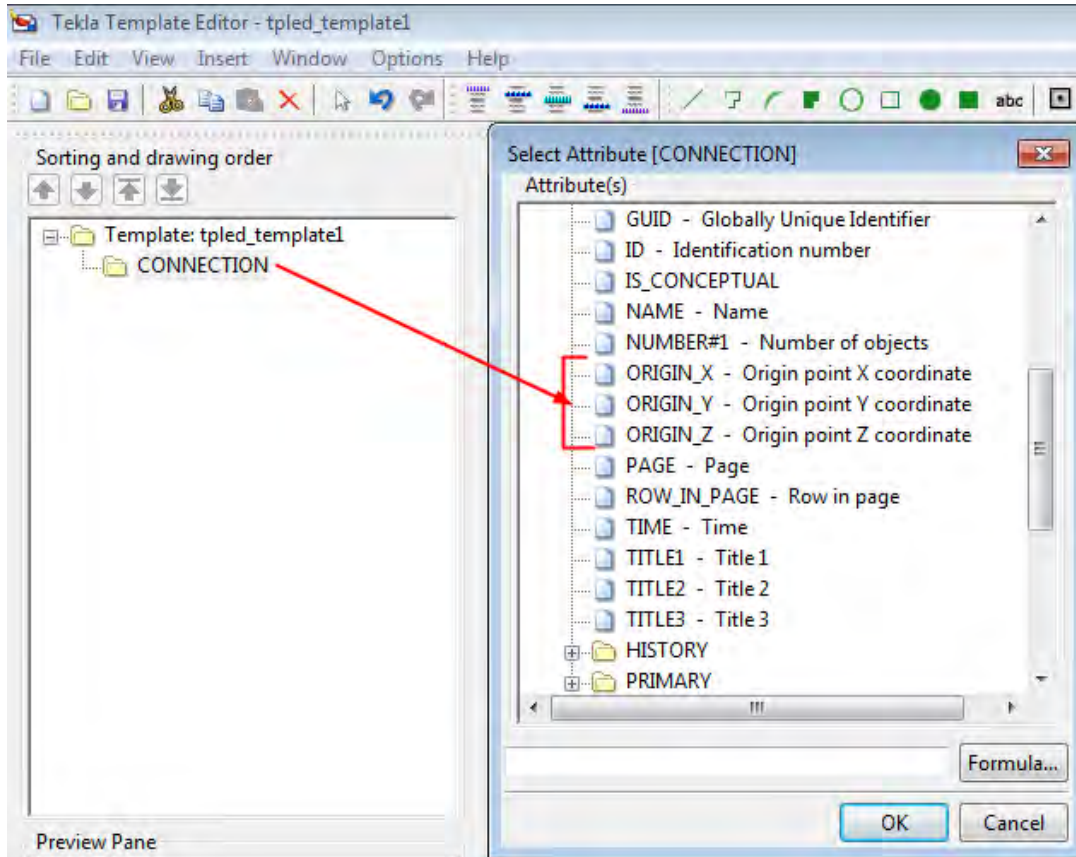 Tekla Template Editor - tpled_template1
File Edit View Insert Window Options Help
abc
Sorting and drawing order
Template: tpled_template1
CONNECTION
Select Attribute [CONNECTION]
Attribute(s)
GUID - Globally Unique Identifier
ID - Identification number
IS_CONCEPTUAL
NAME - Name
NUMBER#1 - Number of objects
ORIGIN_X - Origin point X coordinate
ORIGIN_Y - Origin point Y coordinate
ORIGIN_Z - Origin point Z coordinate
PAGE - Page
ROW_IN_PAGE - Row in page
TIME - Time
TITLE1 - Title 1
TITLE2 - Title 2
TITLE3 - Title 3
HISTORY
PRIMARY
Formula...
OK Cancel
Preview Pane